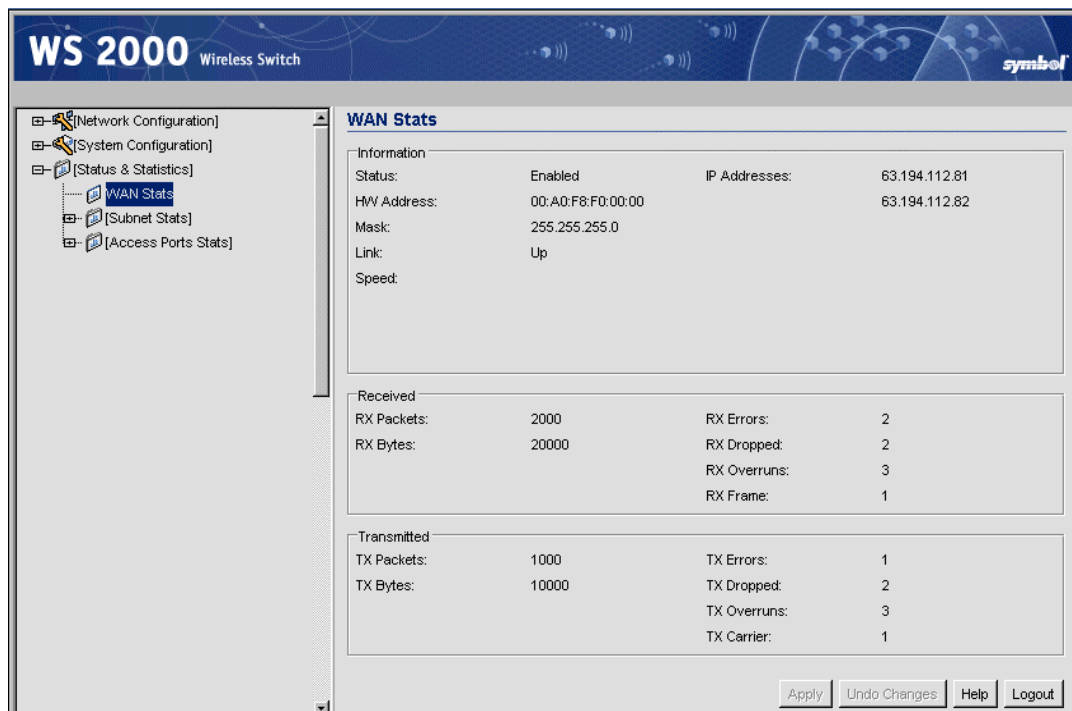 WS 2000 Wireless Switch
symbol
[Network Configuration]
[System Configuration]
[Status & Statistics]
WAN Stats
[Subnet Stats]
[Access Ports Stats]
WAN Stats
Information
Status: Enabled IP Addresses: 63.194.112.81
HW Address: 00:A0:F8:F0:00:00 63.194.112.82
Mask: 255.255.255.0
Link: Up
Speed:
Received
RX Packets: 2000 RX Errors: 2
RX Bytes: 20000 RX Dropped: 2
RX Overruns: 3
RX Frame: 1
Transmitted
TX Packets: 1000 TX Errors: 1
TX Bytes: 10000 TX Dropped: 2
TX Overruns: 3
TX Carrier: 1
Apply Undo Changes Help Logout